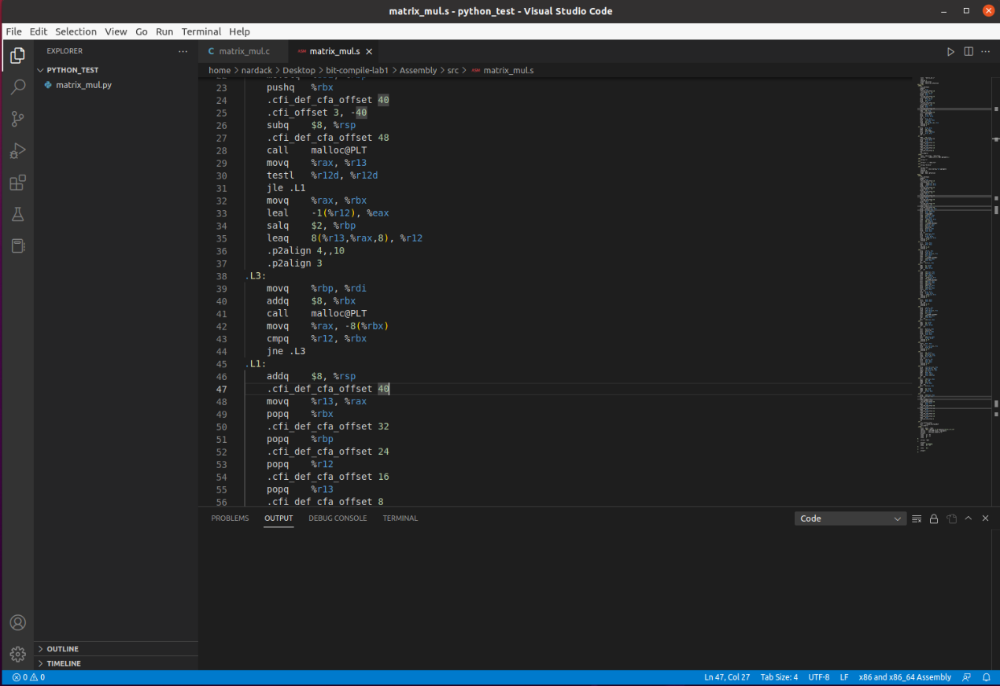 matrix_mul.s - python_test - Visual Studio Code
File Edit Selection View Go Run Terminal Help
EXPLORER
C matrix_mul.c
ASM matrix_mul.s
PYTHON_TEST
matrix_mul.py
home > nardack > Desktop > bit-compile-lab1 > Assembly > src > ASM matrix_mul.s
23 pushq %rbx
24 .cfi_def_cfa_offset 40
25 .cfi_offset 3, -40
26 subq $8, %rsp
27 .cfi_def_cfa_offset 48
28 call malloc@PLT
29 movq %rax, %r13
30 testl %r12d, %r12d
31 jle .L1
32 movq %rax, %rbx
33 leal -1(%r12), %eax
34 salq $2, %rbp
35 leaq 8(%r13,%rax,8), %r12
36 .p2align 4,,10
37 .p2align 3
38 .L3:
39 movq %rbp, %rdi
40 addq $8, %rbx
41 call malloc@PLT
42 movq %rax, -8(%rbx)
43 cmpq %r12, %rbx
44 jne .L3
45 .L1:
46 addq $8, %rsp
47 .cfi_def_cfa_offset 40
48 movq %r13, %rax
49 popq %rbx
50 .cfi_def_cfa_offset 32
51 popq %rbp
52 .cfi_def_cfa_offset 24
53 popq %r12
54 .cfi_def_cfa_offset 16
55 popq %r13
56 .cfi_def_cfa_offset 8
PROBLEMS OUTPUT DEBUG CONSOLE TERMINAL
Code
OUTLINE
TIMELINE
0 0
Ln 47, Col 27 Tab Size: 4 UTF-8 LF x86 and x86_64 Assembly